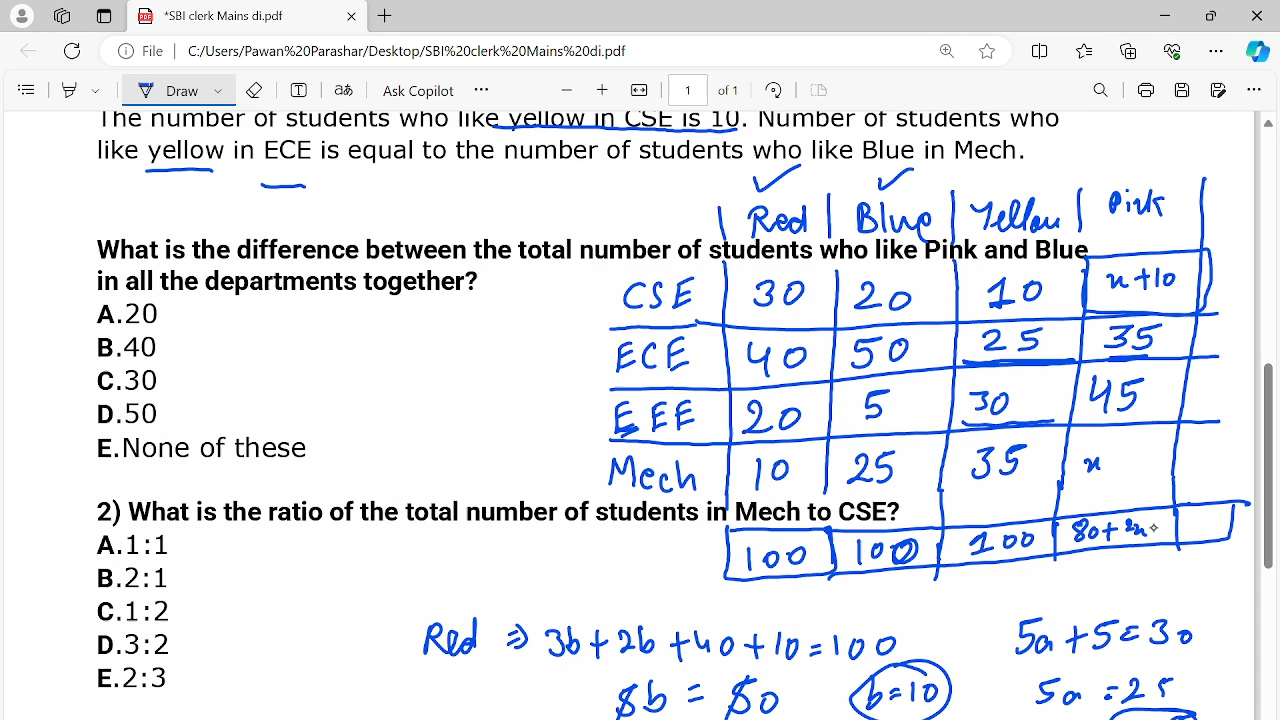 *SBI clerk Mains di.pdf
File | C:/Users/Pawan%20Parashar/Desktop/SBI%20clerk%20Mains%20di.pdf
Draw
Ask Copilot
1 of 1
The number of students who like yellow in CSE is 10. Number of students who
like yellow in ECE is equal to the number of students who like Blue in Mech.
Red Blue Yellow Pink
What is the difference between the total number of students who like Pink and Blue
in all the departments together?
CSE 30 20 10 x+10
A.20
B.40
ECE 40 50 25 35
C.30
D.50
EEE 20 5 30 45
E.None of these
Mech 10 25 35 x
2) What is the ratio of the total number of students in Mech to CSE?
A.1:1
100 100 100 80+2x
B.2:1
C.1:2
D.3:2
Red ⇒ 3b+2b+40+10=100 5a+5=30
E.2:3
5b = 50 b=10 5a=25